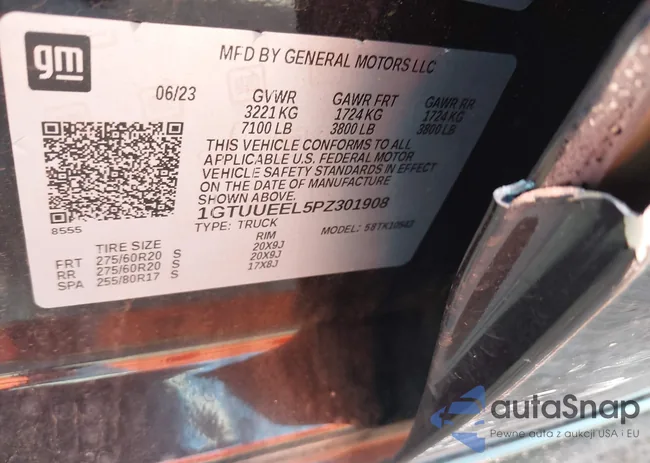 gm
MFD BY GENERAL MOTORS LLC
06/23 GVWR GAWR FRT GAWR RR
3221 KG 1724 KG 1724 KG
7100 LB 3800 LB 3800 LB
THIS VEHICLE CONFORMS TO ALL
APPLICABLE U.S. FEDERAL MOTOR
VEHICLE SAFETY STANDARDS IN EFFECT
ON THE DATE OF MANUFACTURE
SHOWN ABOVE.
1GTUUEEL5PZ301908
8555 TYPE: TRUCK MODEL:
TIRE SIZE RIM
FRT 275/60R20 S 20X9J
RR 275/60R20 S 20X9J
SPA 255/80R17 S 17X8J
autaSnap
Pewne auta z aukcji USA i EU